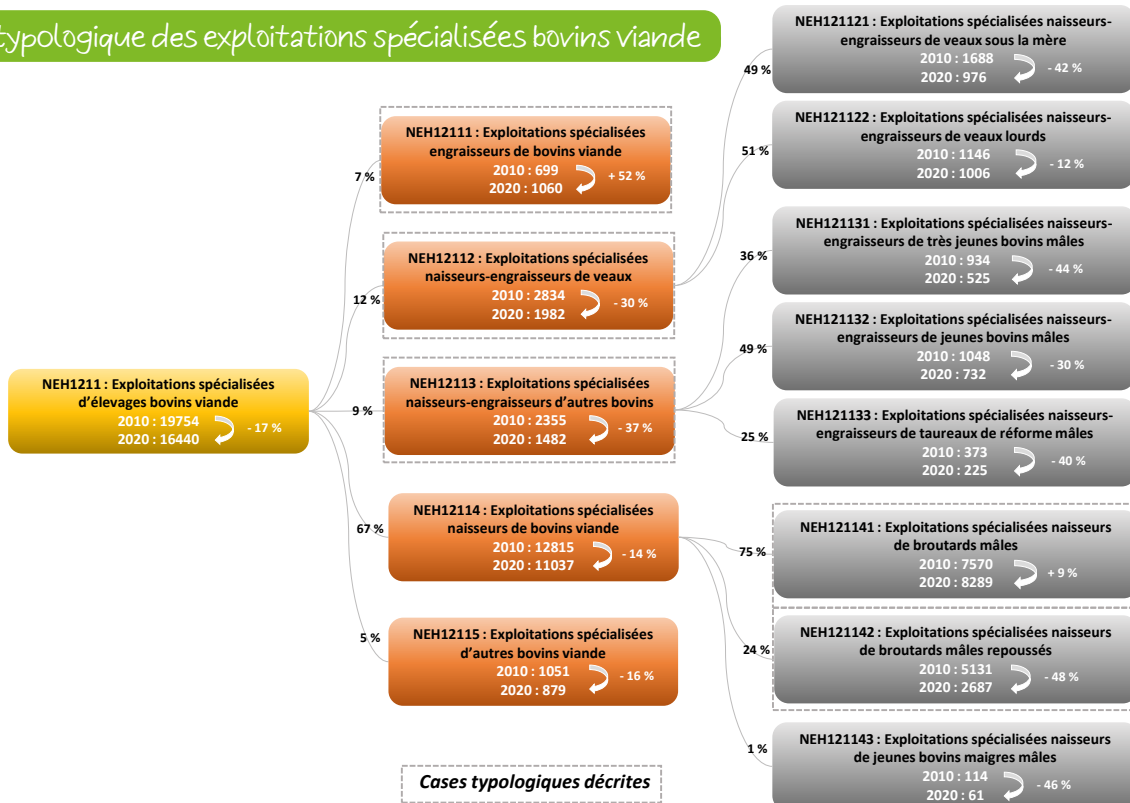 typologique des exploitations spécialisées bovins viande
NEH1211 : Exploitations spécialisées
d'élevages bovins viande
2010 : 19754
2020 : 16440
- 17 %
7 %
12 %
9 %
67 %
5 %
NEH12111 : Exploitations spécialisées
engraisseurs de bovins viande
2010 : 699
2020 : 1060
+ 52 %
NEH12112 : Exploitations spécialisées
naisseurs-engraisseurs de veaux
2010 : 2834
2020 : 1982
- 30 %
NEH12113 : Exploitations spécialisées
naisseurs-engraisseurs d'autres bovins
2010 : 2355
2020 : 1482
- 37 %
NEH12114 : Exploitations spécialisées
naisseurs de bovins viande
2010 : 12815
2020 : 11037
- 14 %
NEH12115 : Exploitations spécialisées
d'autres bovins viande
2010 : 1051
2020 : 879
- 16 %
49 %
NEH121121 : Exploitations spécialisées naisseurs-
engraisseurs de veaux sous la mère
2010 : 1688
2020 : 976
- 42 %
51 %
NEH121122 : Exploitations spécialisées naisseurs-
engraisseurs de veaux lourds
2010 : 1146
2020 : 1006
- 12 %
36 %
NEH121131 : Exploitations spécialisées naisseurs-
engraisseurs de très jeunes bovins mâles
2010 : 934
2020 : 525
- 44 %
49 %
NEH121132 : Exploitations spécialisées naisseurs-
engraisseurs de jeunes bovins mâles
2010 : 1048
2020 : 732
- 30 %
25 %
NEH121133 : Exploitations spécialisées naisseurs-
engraisseurs de taureaux de réforme mâles
2010 : 373
2020 : 225
- 40 %
75 %
NEH121141 : Exploitations spécialisées naisseurs
de broutards mâles
2010 : 7570
2020 : 8289
+ 9 %
24 %
NEH121142 : Exploitations spécialisées naisseurs
de broutards mâles repoussés
2010 : 5131
2020 : 2687
- 48 %
1 %
NEH121143 : Exploitations spécialisées naisseurs
de jeunes bovins maigres mâles
2010 : 114
2020 : 61
- 46 %
Cases typologiques décrites